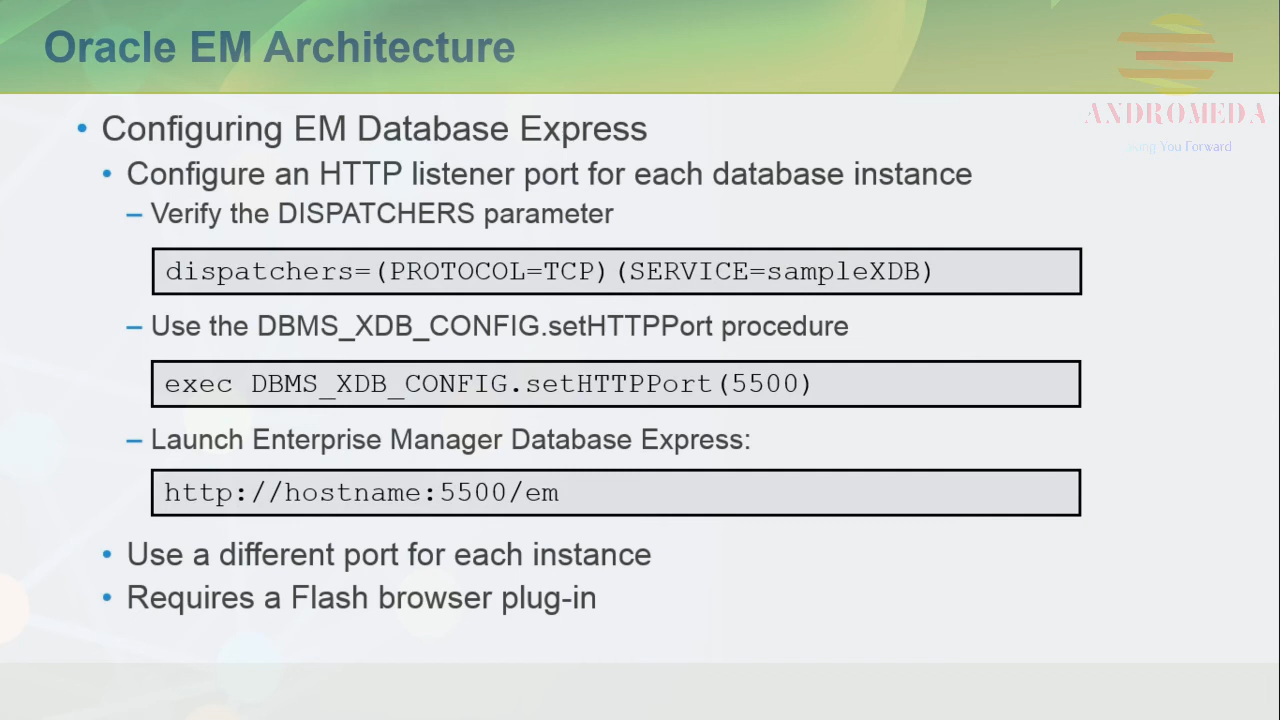 Oracle EM Architecture
ANDROMEDA
You Forward
• Configuring EM Database Express
• Configure an HTTP listener port for each database instance
– Verify the DISPATCHERS parameter
dispatchers=(PROTOCOL=TCP)(SERVICE=sampleXDB)
– Use the DBMS_XDB_CONFIG.setHTTPPort procedure
exec DBMS_XDB_CONFIG.setHTTPPort(5500)
– Launch Enterprise Manager Database Express:
http://hostname:5500/em
• Use a different port for each instance
• Requires a Flash browser plug-in